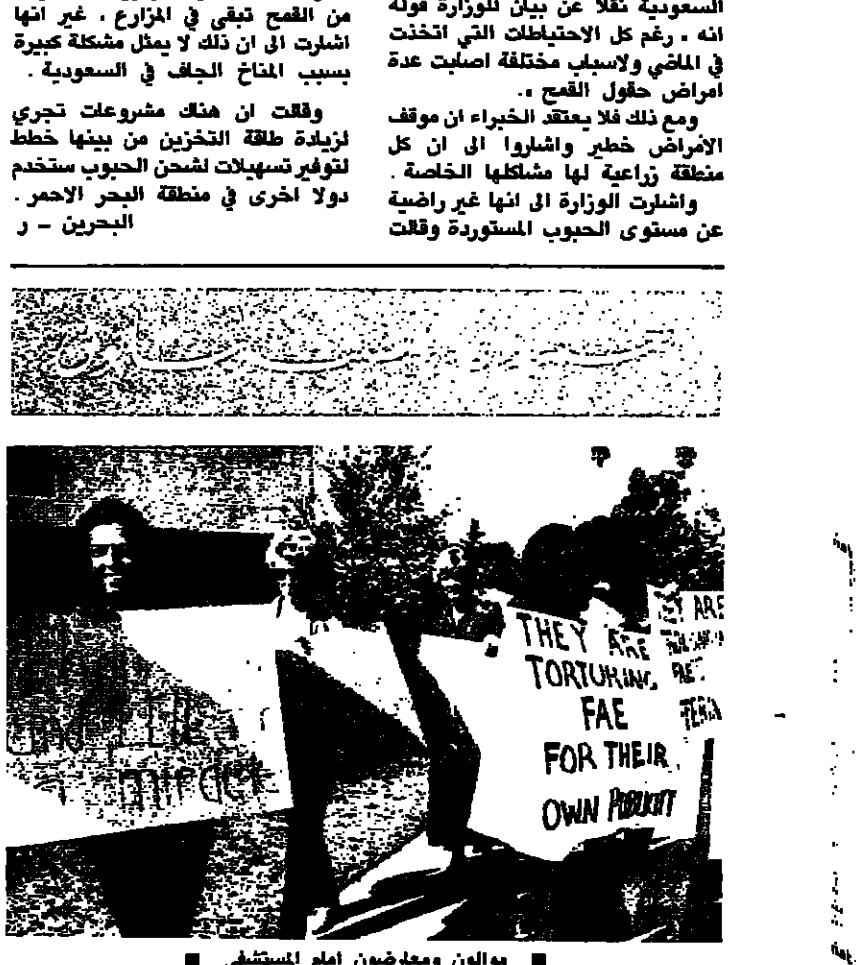 السعودية نقلا عن بيان للوزارة قوله
انه « رغم كل الاحتياطات التي اتخذت
في الماضي ولاسباب مختلفة اصابت عدة
امراض حقول القمح ».
ومع ذلك فلا يعتقد الخبراء ان موقف
الامراض خطير واشاروا الى ان كل
منطقة زراعية لها مشاكلها الخاصة .
واشارت الوزارة الى انها غير راضية
عن مستوى الحبوب المستوردة وقالت
من القمح تبقى في المزارع ، غير انها
اشارت الى ان ذلك لا يمثل مشكلة كبيرة
بسبب المناخ الجاف في السعودية .
وقالت ان هناك مشروعات تجري
لزيادة طاقة التخزين من بينها خطط
لتوفير تسهيلات لشحن الحبوب ستخدم
دولا اخرى في منطقة البحر الاحمر .
البحرين - ر
THEY ARE
TORTURING
FAE
FOR THEIR
OWN
ARE
■ موالون ومعارضون أمام المستشفى ■